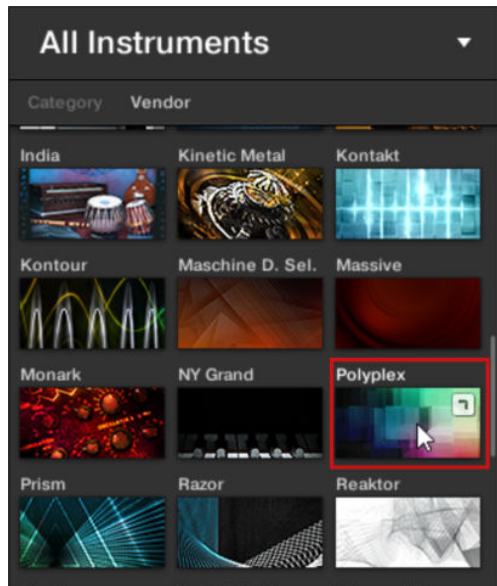 All Instruments
Category Vendor
India Kinetic Metal Kontakt
Kontour Maschine D. Sel. Massive
Monark NY Grand Polyplex
Prism Razor Reaktor